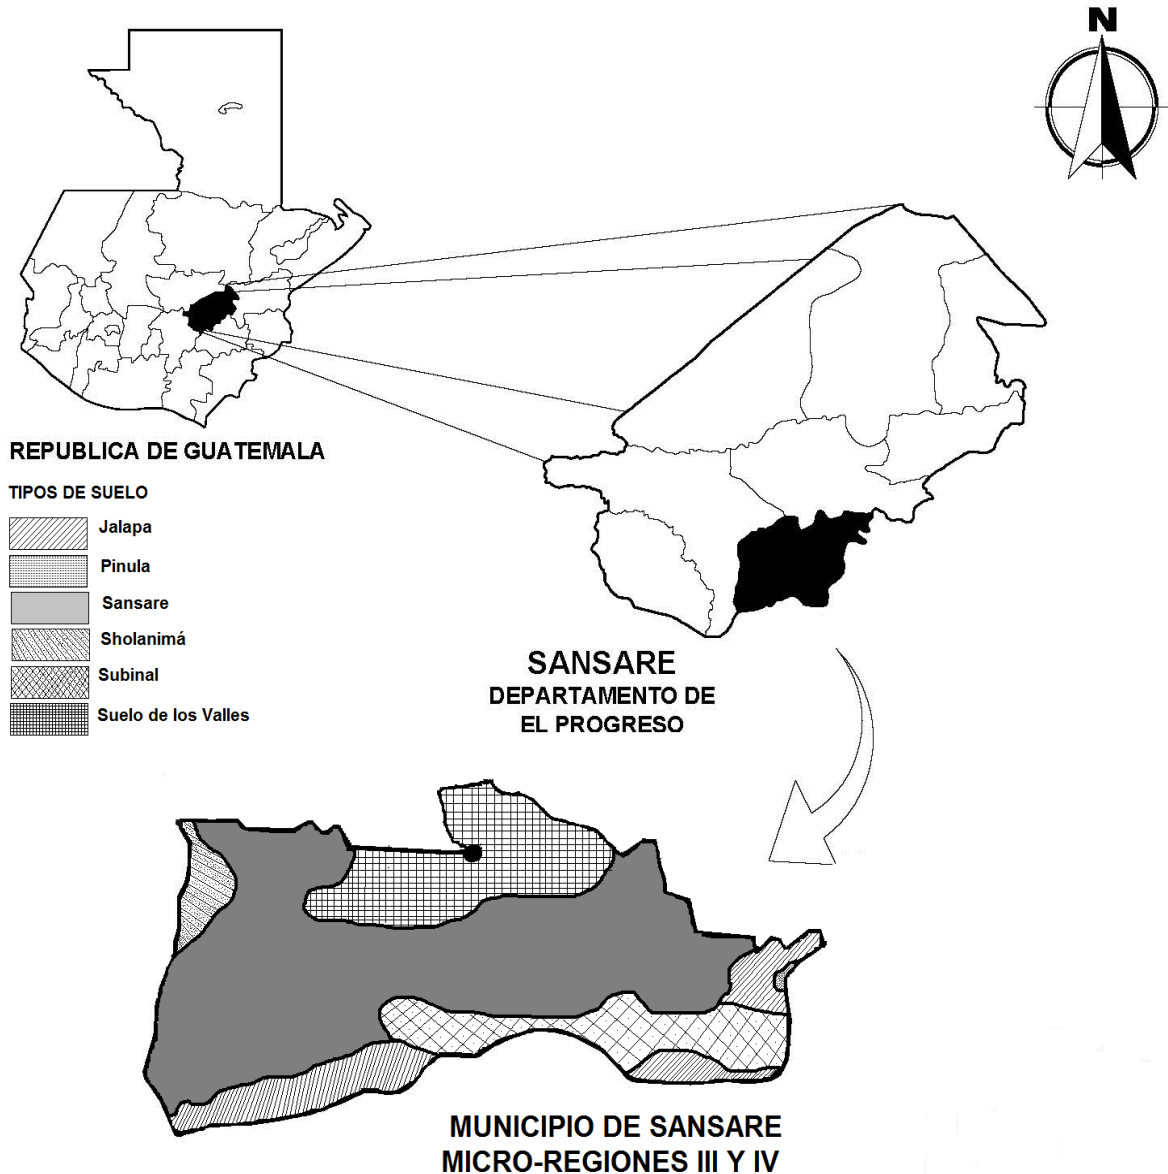 N
REPUBLICA DE GUATEMALA
TIPOS DE SUELO
Jalapa
Pinula
Sansare
Sholanimá
Subinal
Suelo de los Valles
SANSARE
DEPARTAMENTO DE
EL PROGRESO
MUNICIPIO DE SANSARE
MICRO-REGIONES III Y IV